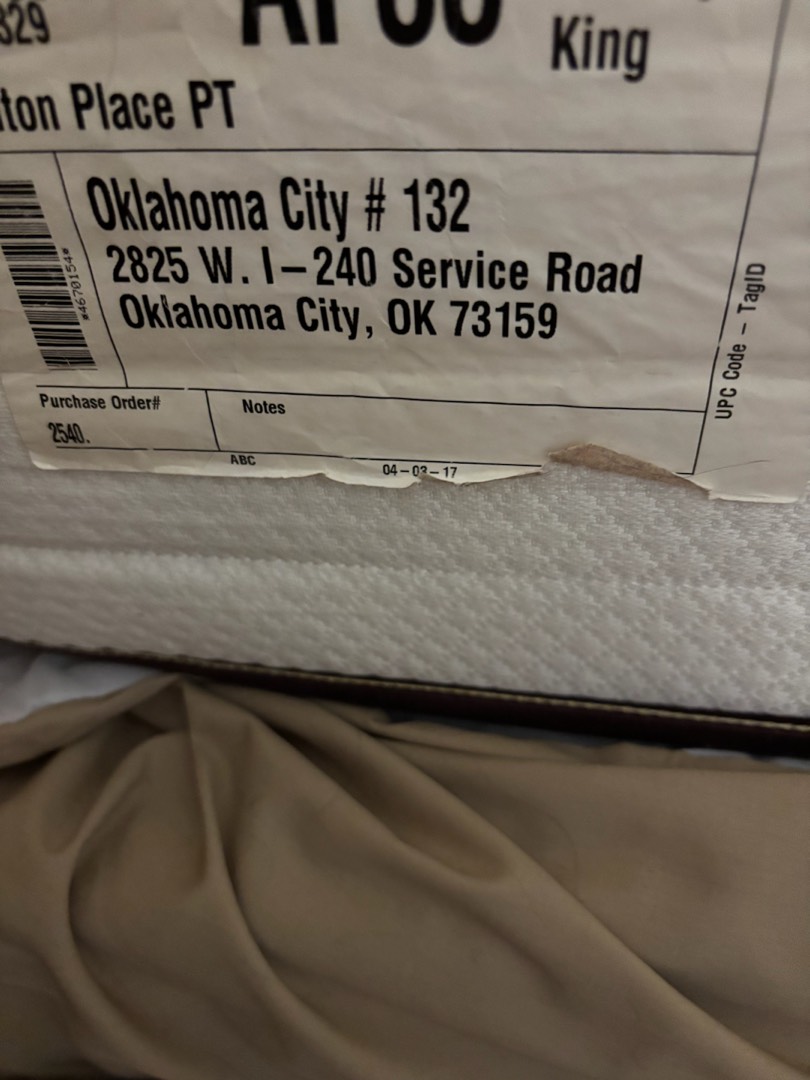 329
King
ton Place PT
Oklahoma City # 132
2825 W. I-240 Service Road
Oklahoma City, OK 73159
#4670154#
UPC Code - TagID
Purchase Order#
2540.
Notes
ABC
04-03-17